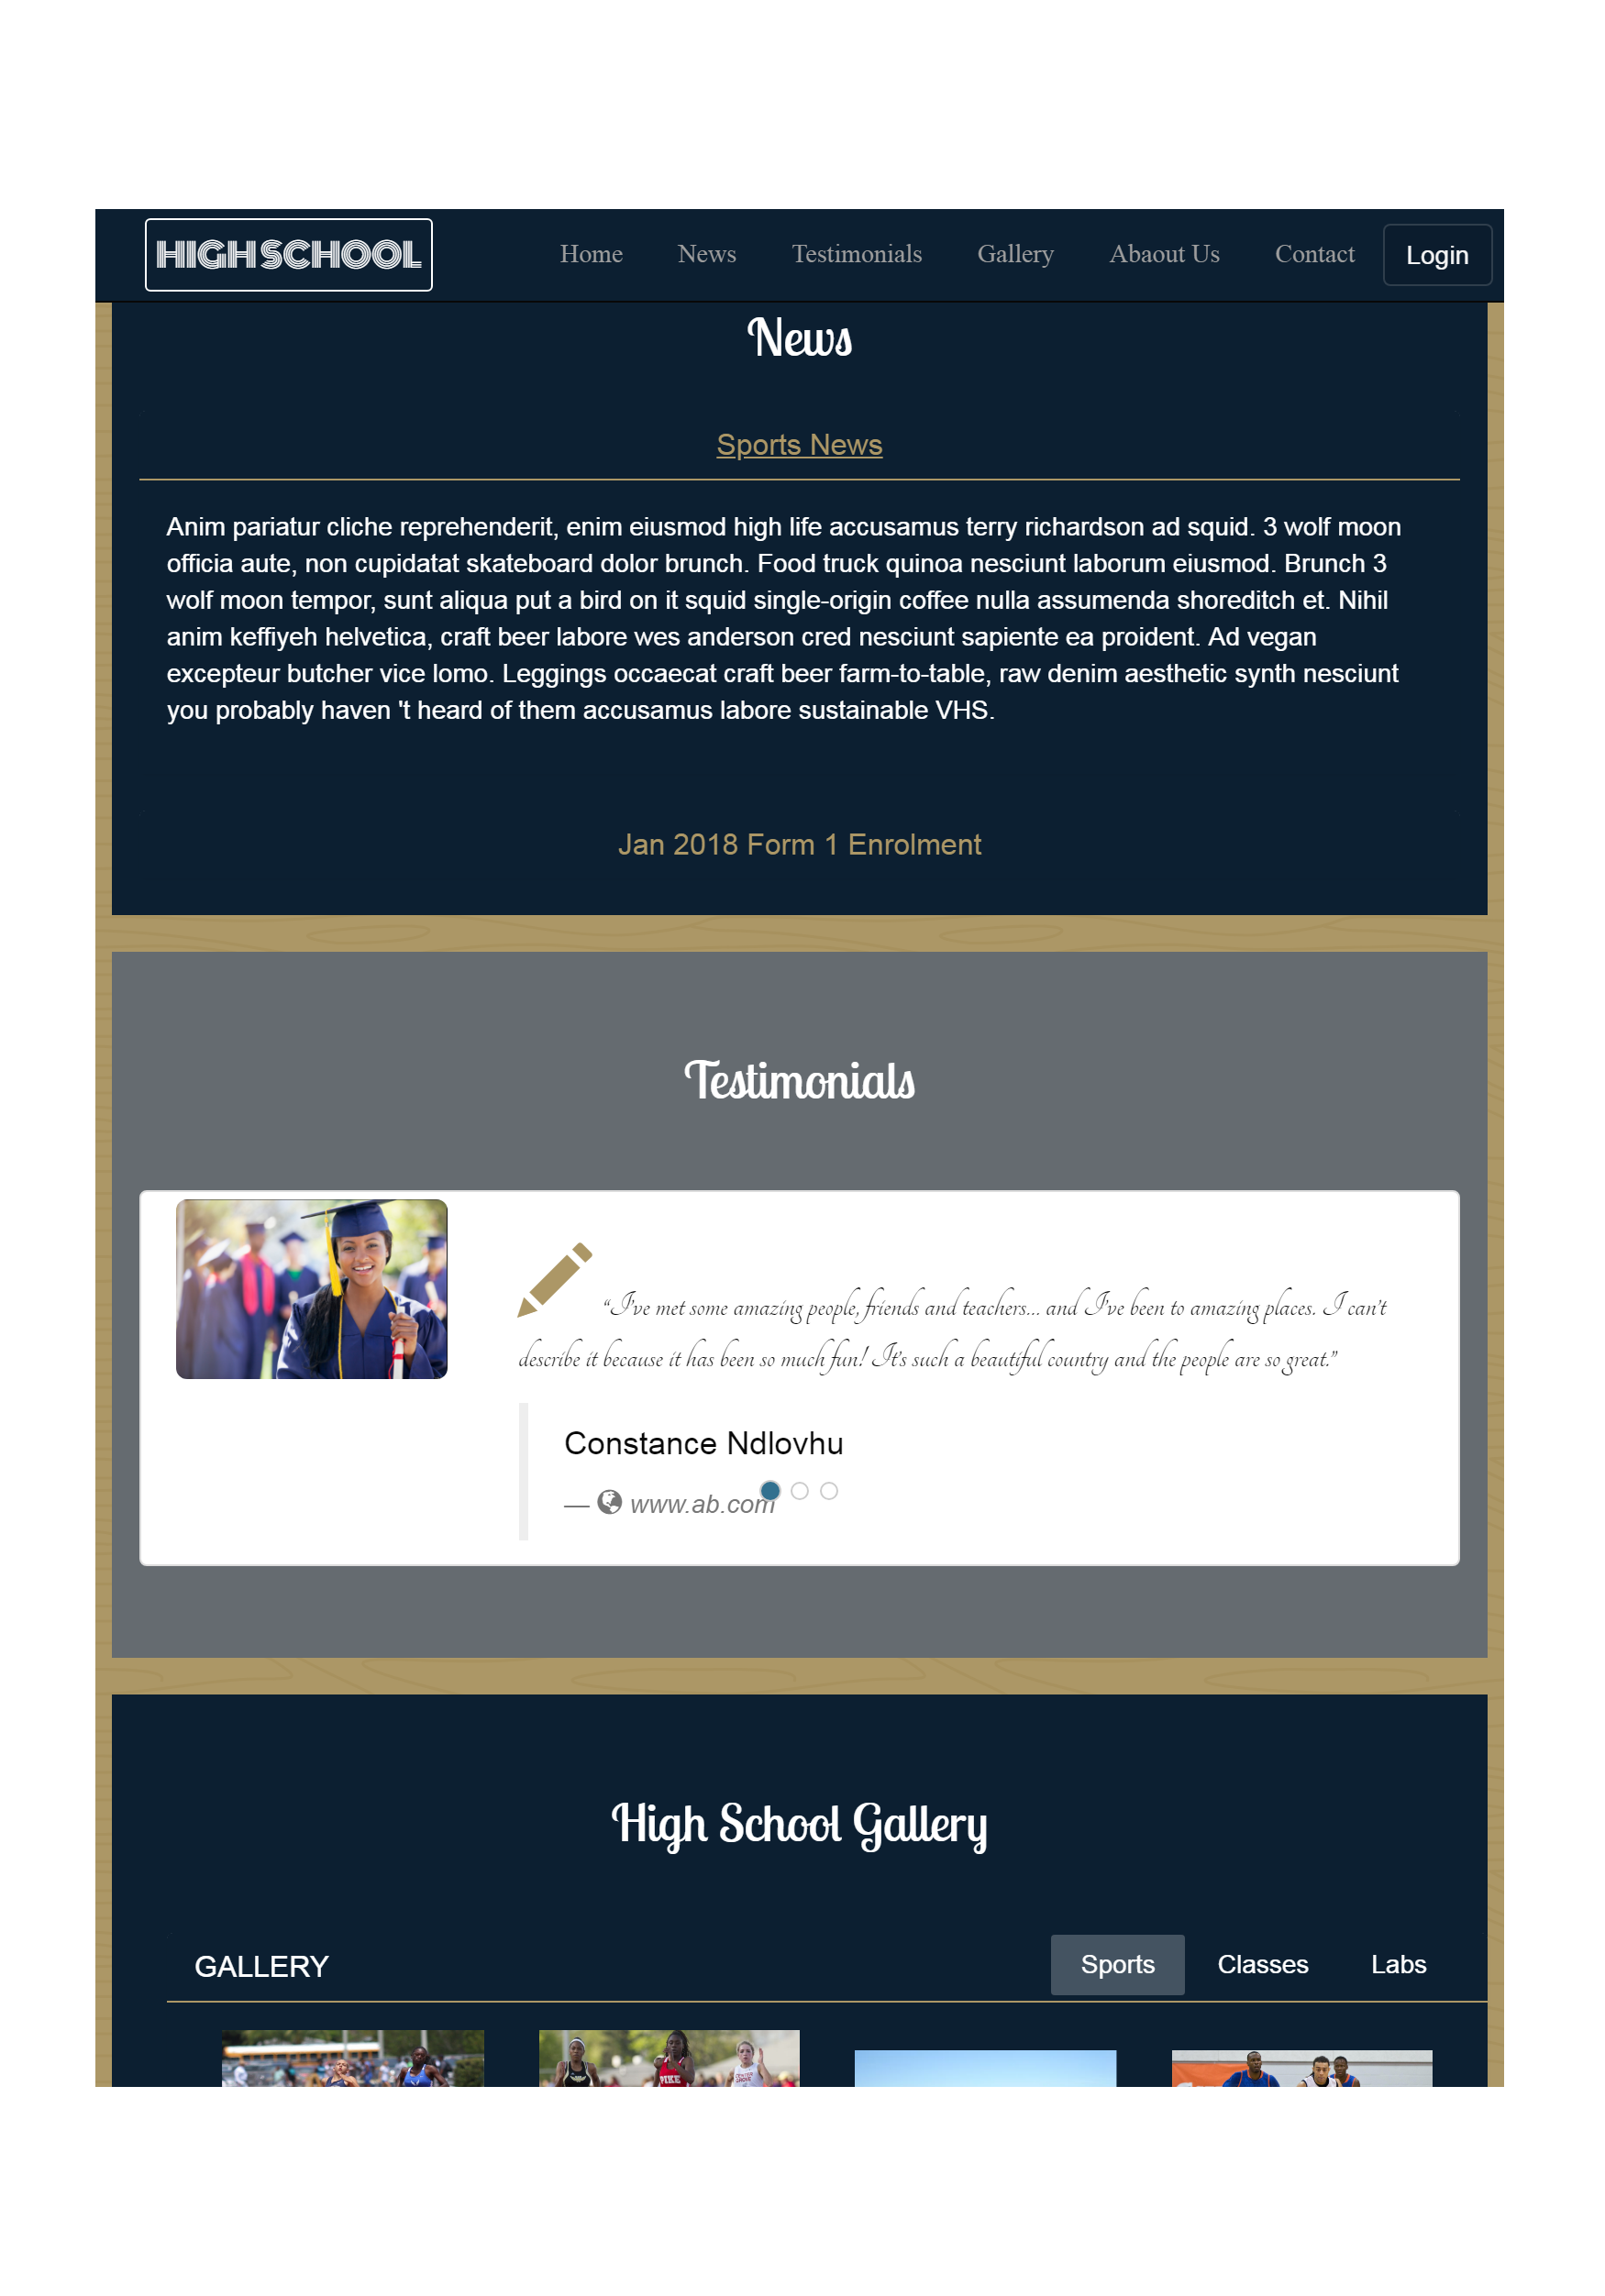 HIGH SCHOOL
Home News Testimonials Gallery Abaout Us Contact Login
News
Sports News
Anim pariatur cliche reprehenderit, enim eiusmod high life accusamus terry richardson ad squid. 3 wolf moon
officia aute, non cupidatat skateboard dolor brunch. Food truck quinoa nesciunt laborum eiusmod. Brunch 3
wolf moon tempor, sunt aliqua put a bird on it squid single-origin coffee nulla assumenda shoreditch et. Nihil
anim keffiyeh helvetica, craft beer labore wes anderson cred nesciunt sapiente ea proident. Ad vegan
excepteur butcher vice lomo. Leggings occaecat craft beer farm-to-table, raw denim aesthetic synth nesciunt
you probably haven 't heard of them accusamus labore sustainable VHS.
Jan 2018 Form 1 Enrolment
Testimonials
“I've met some amazing people, friends and teachers... and I've been to amazing places. I can't
describe it because it has been so much fun! It's such a beautiful country and the people are so great.”
Constance Ndlovhu
— www.ab.com
High School Gallery
GALLERY Sports Classes Labs
PIKE